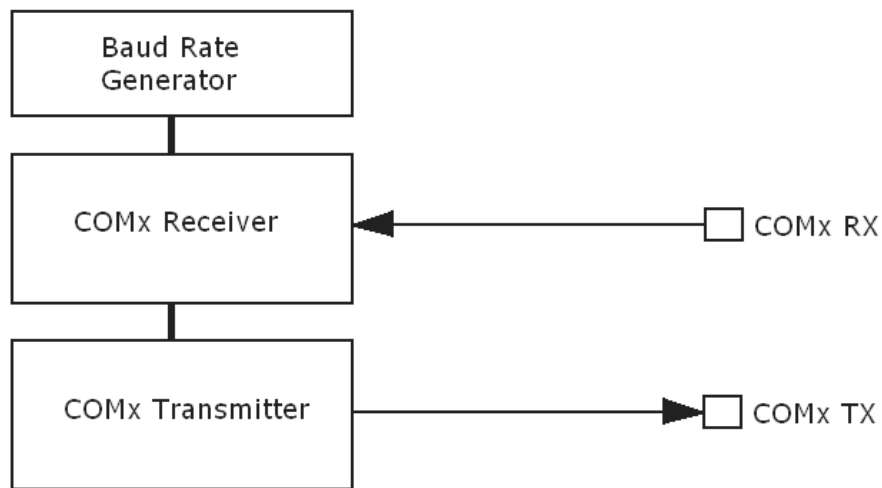 Baud Rate
Generator
COMx Receiver
COMx RX
COMx Transmitter
COMx TX